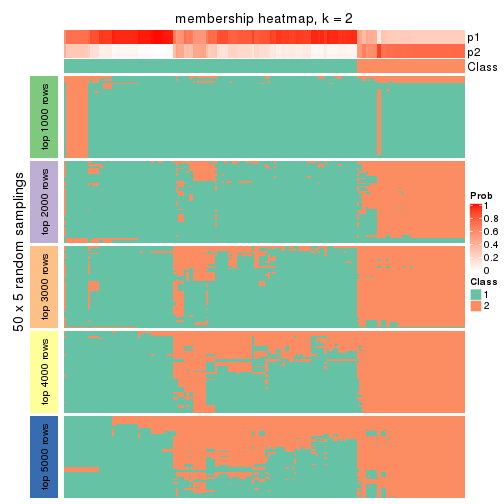 membership heatmap, k = 2
p1
p2
Class
50 x 5 random samplings
top 1000 rows
top 2000 rows
top 3000 rows
top 4000 rows
top 5000 rows
Prob
1
0.8
0.6
0.4
0.2
0
Class
1
2